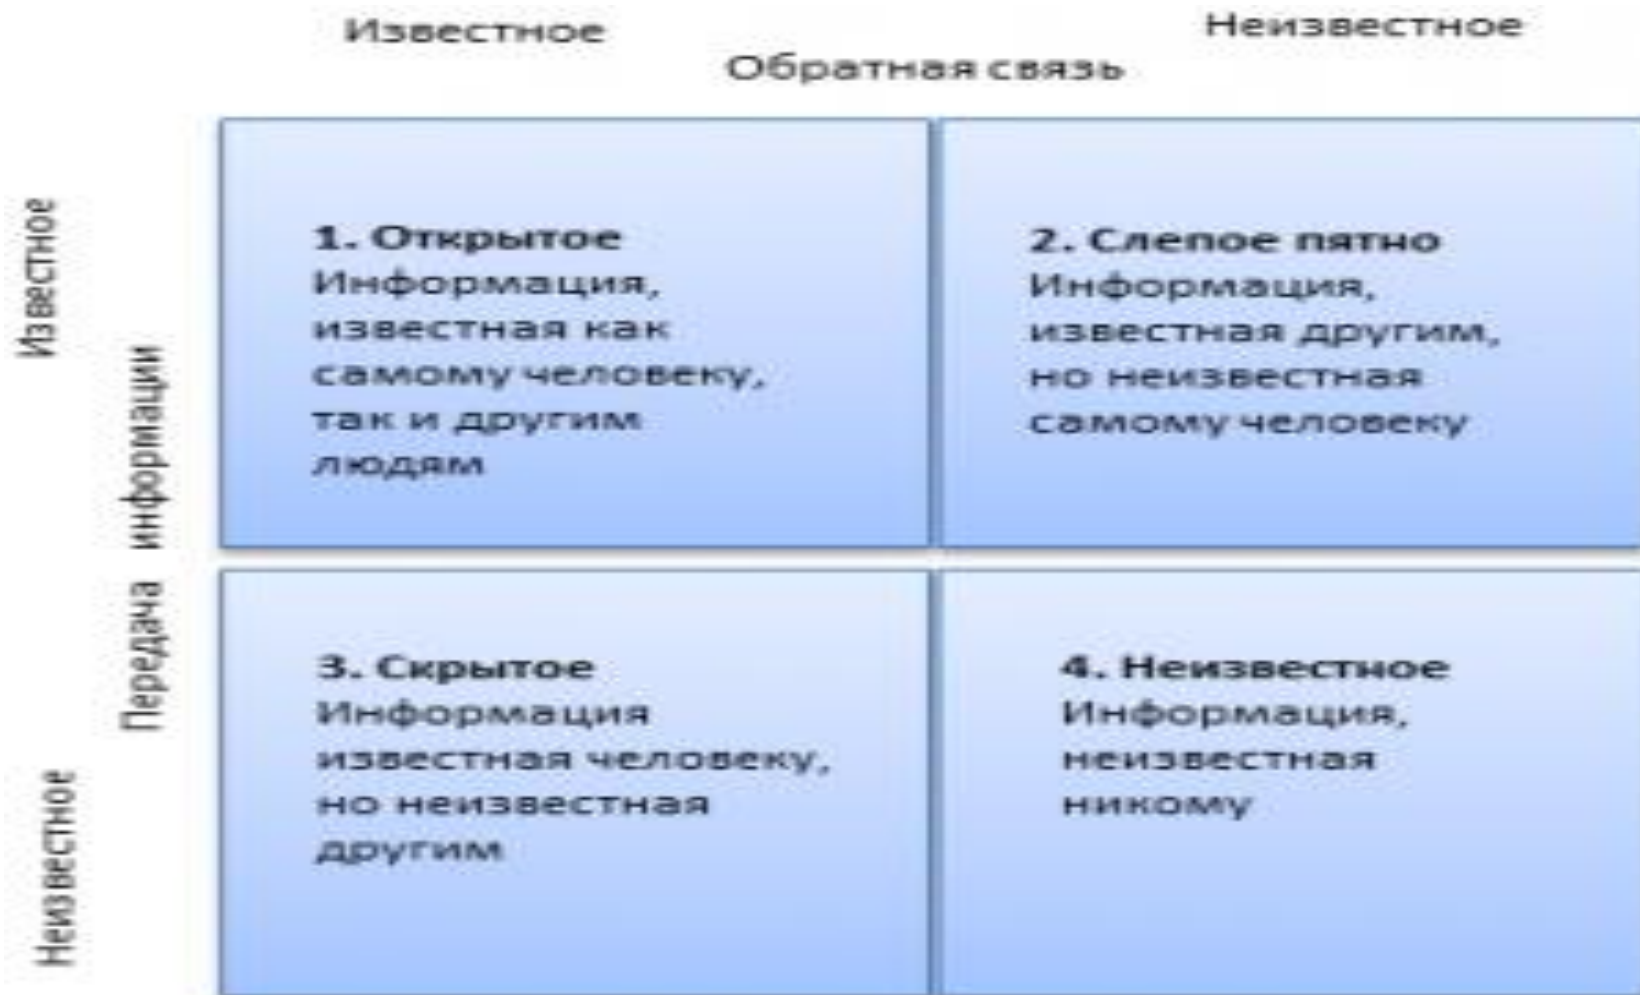 Известное
Неизвестное
Обратная связь
Известное
Передача информации
Неизвестное
1. Открытое
Информация,
известная как
самому человеку,
так и другим
людям
2. Слепое пятно
Информация,
известная другим,
но неизвестная
самому человеку
3. Скрытое
Информация
известная человеку,
но неизвестная
другим
4. Неизвестное
Информация,
неизвестная
никому